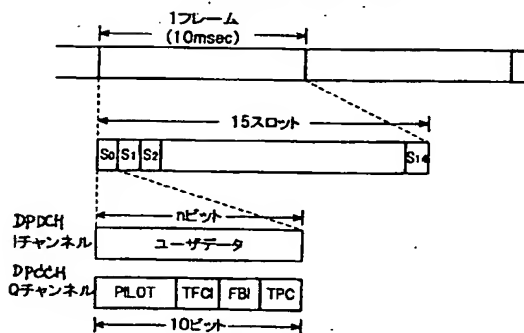 1フレーム
(10msec)
15スロット
S0 S1 S2 S14
nビット
DPDCH
Iチャンネル
ユーザデータ
DPCCH
Qチャンネル
PILOT TFCI FBI TPC
10ビット